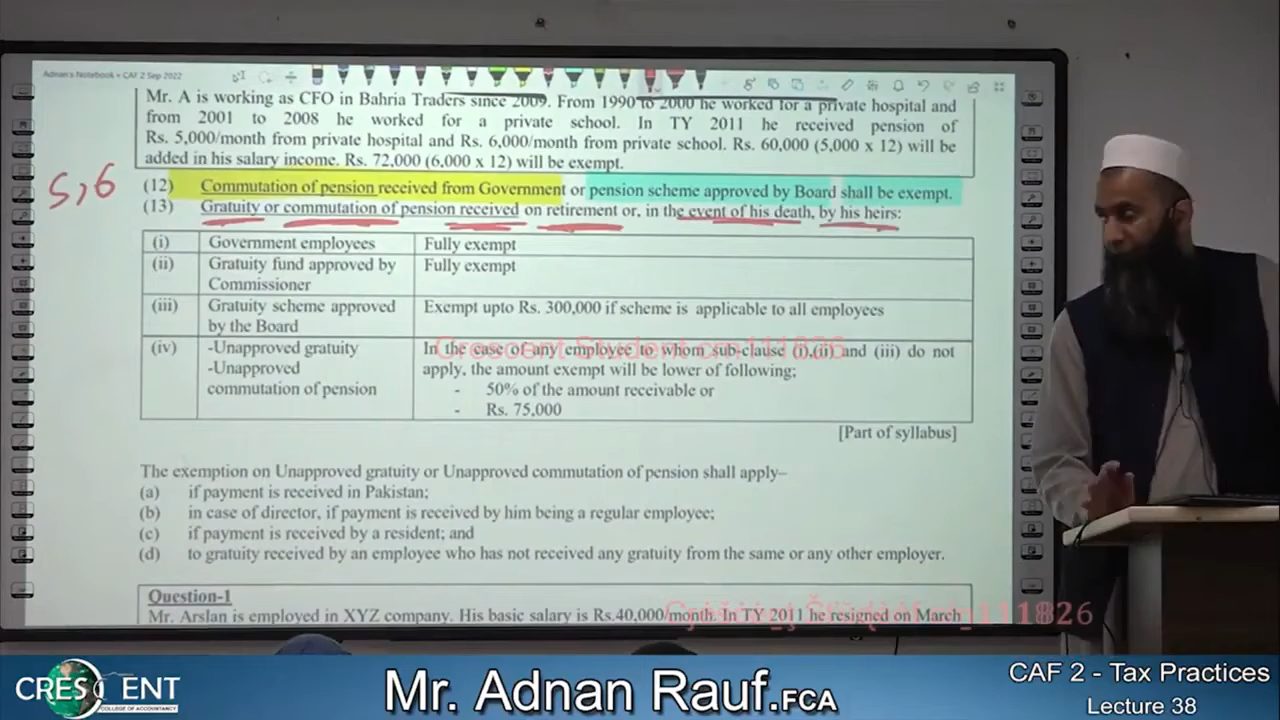 Adnan's Notebook » CAF 2 Sep 2022
Mr. A is working as CFO in Bahria Traders since 2009. From 1990 to 2000 he worked for a private hospital and
from 2001 to 2008 he worked for a private school. In TY 2011 he received pension of
Rs. 5,000/month from private hospital and Rs. 6,000/month from private school. Rs. 60,000 (5,000 x 12) will be
added in his salary income. Rs. 72,000 (6,000 x 12) will be exempt.
5,6
(12) Commutation of pension received from Government or pension scheme approved by Board shall be exempt.
(13) Gratuity or commutation of pension received on retirement or, in the event of his death, by his heirs:
(i) Government employees Fully exempt
(ii) Gratuity fund approved by Fully exempt
Commissioner
(iii) Gratuity scheme approved Exempt upto Rs. 300,000 if scheme is applicable to all employees
by the Board
(iv) -Unapproved gratuity In the case of any employee to whom sub-clause (i),(ii) and (iii) do not
-Unapproved apply, the amount exempt will be lower of following;
commutation of pension - 50% of the amount receivable or
- Rs. 75,000
Crescent Student cm111826
[Part of syllabus]
The exemption on Unapproved gratuity or Unapproved commutation of pension shall apply–
(a) if payment is received in Pakistan;
(b) in case of director, if payment is received by him being a regular employee;
(c) if payment is received by a resident; and
(d) to gratuity received by an employee who has not received any gratuity from the same or any other employer.
Question-1
Mr. Arslan is employed in XYZ company. His basic salary is Rs.40,000/month. In TY 2011 he resigned on March
Crescent Student cm111826
CRESCENT
COLLEGE OF ACCOUNTANCY
Mr. Adnan Rauf.FCA
CAF 2 - Tax Practices
Lecture 38